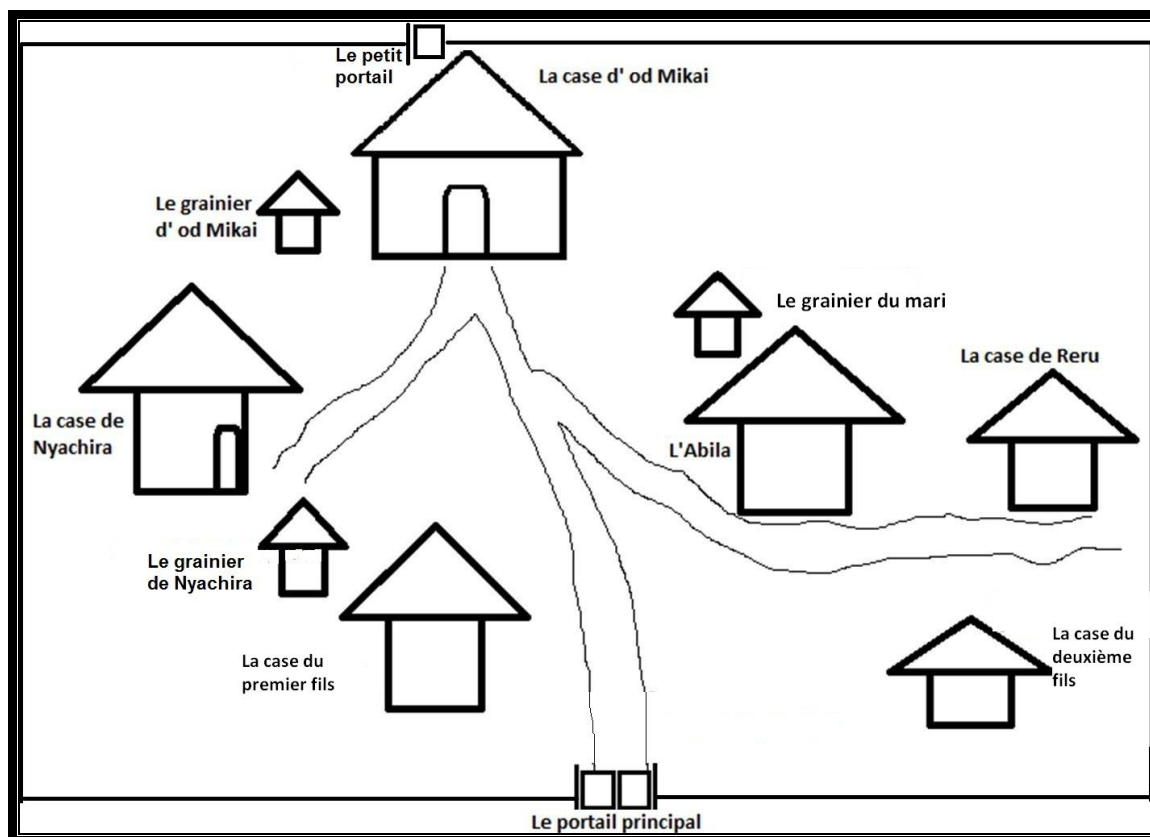 Le petit
portail
La case d' od Mikai
Le grainier
d' od Mikai
Le grainier du mari
La case de Reru
La case de
Nyachira
L'Abila
Le grainier
de Nyachira
La case du
premier fils
La case du
deuxième
fils
Le portail principal